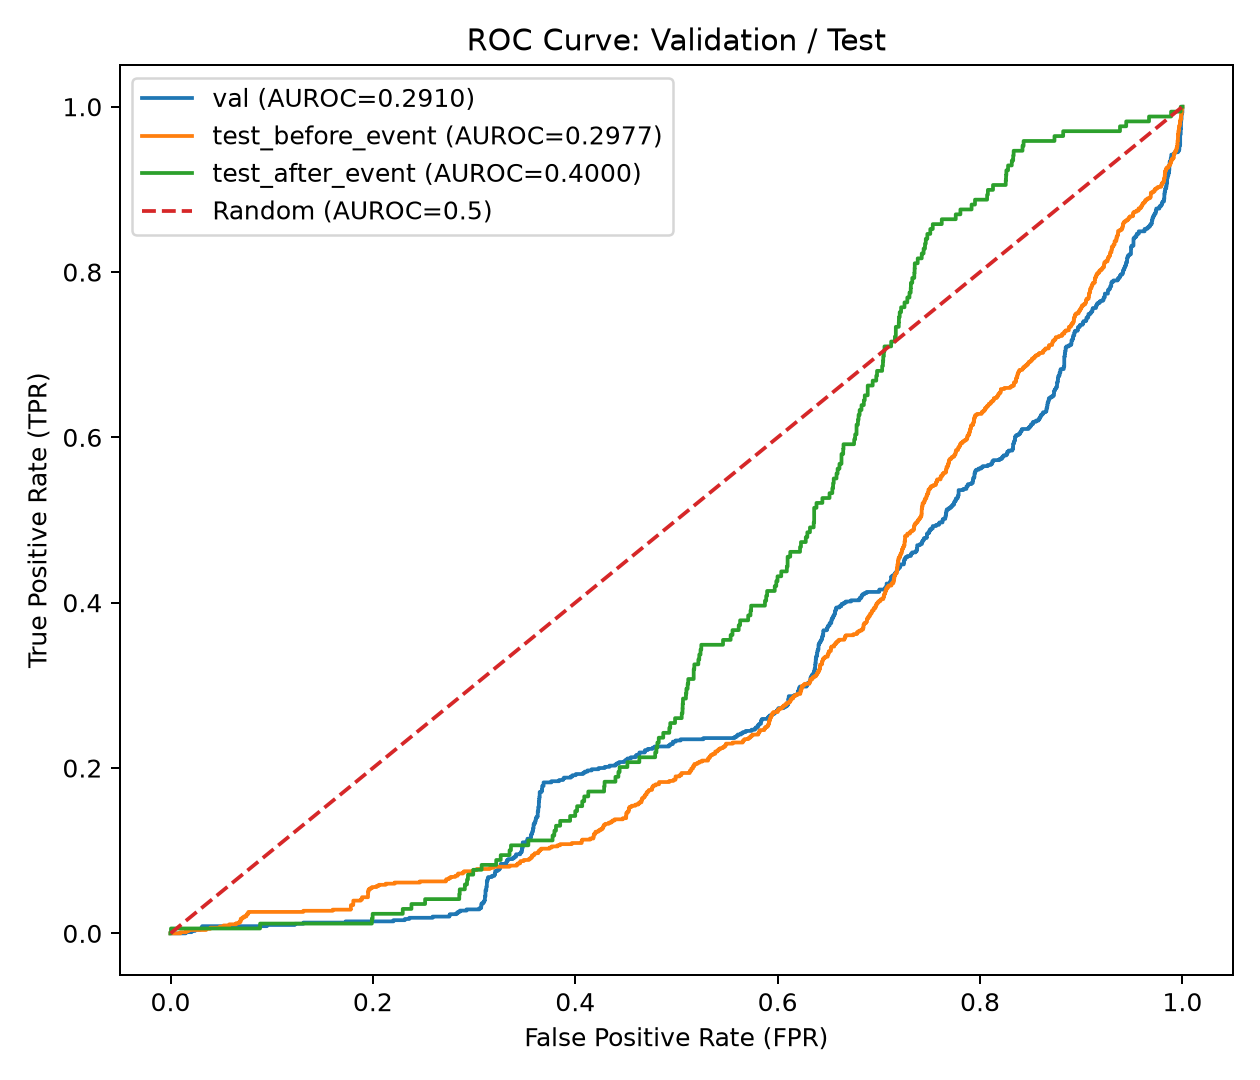 ROC Curve: Validation / Test
val (AUROC=0.2910)
test_before_event (AUROC=0.2977)
test_after_event (AUROC=0.4000)
Random (AUROC=0.5)
True Positive Rate (TPR)
1.0
0.8
0.6
0.4
0.2
0.0
0.0 0.2 0.4 0.6 0.8 1.0
False Positive Rate (FPR)